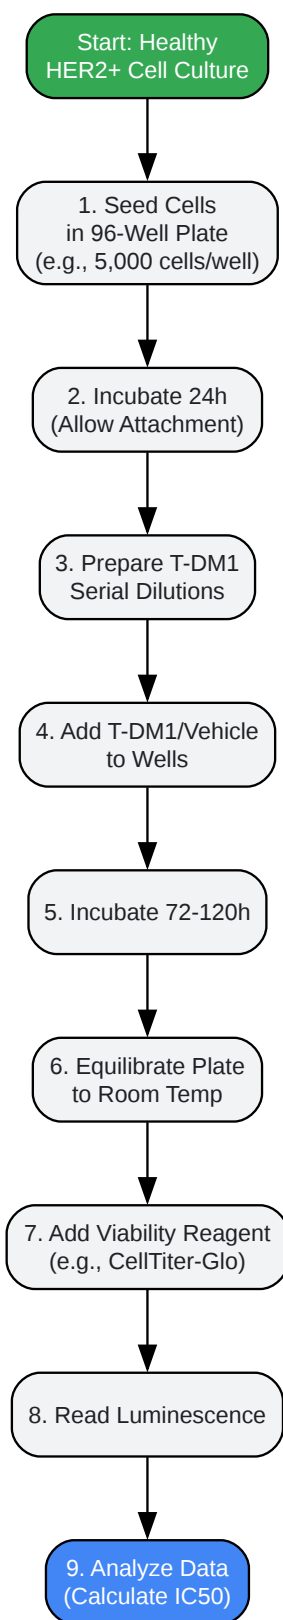 Start: Healthy
HER2+ Cell Culture
1. Seed Cells
in 96-Well Plate
(e.g., 5,000 cells/well)
2. Incubate 24h
(Allow Attachment)
3. Prepare T-DM1
Serial Dilutions
4. Add T-DM1/Vehicle
to Wells
5. Incubate 72-120h
6. Equilibrate Plate
to Room Temp
7. Add Viability Reagent
(e.g., CellTiter-Glo)
8. Read Luminescence
9. Analyze Data
(Calculate IC50)